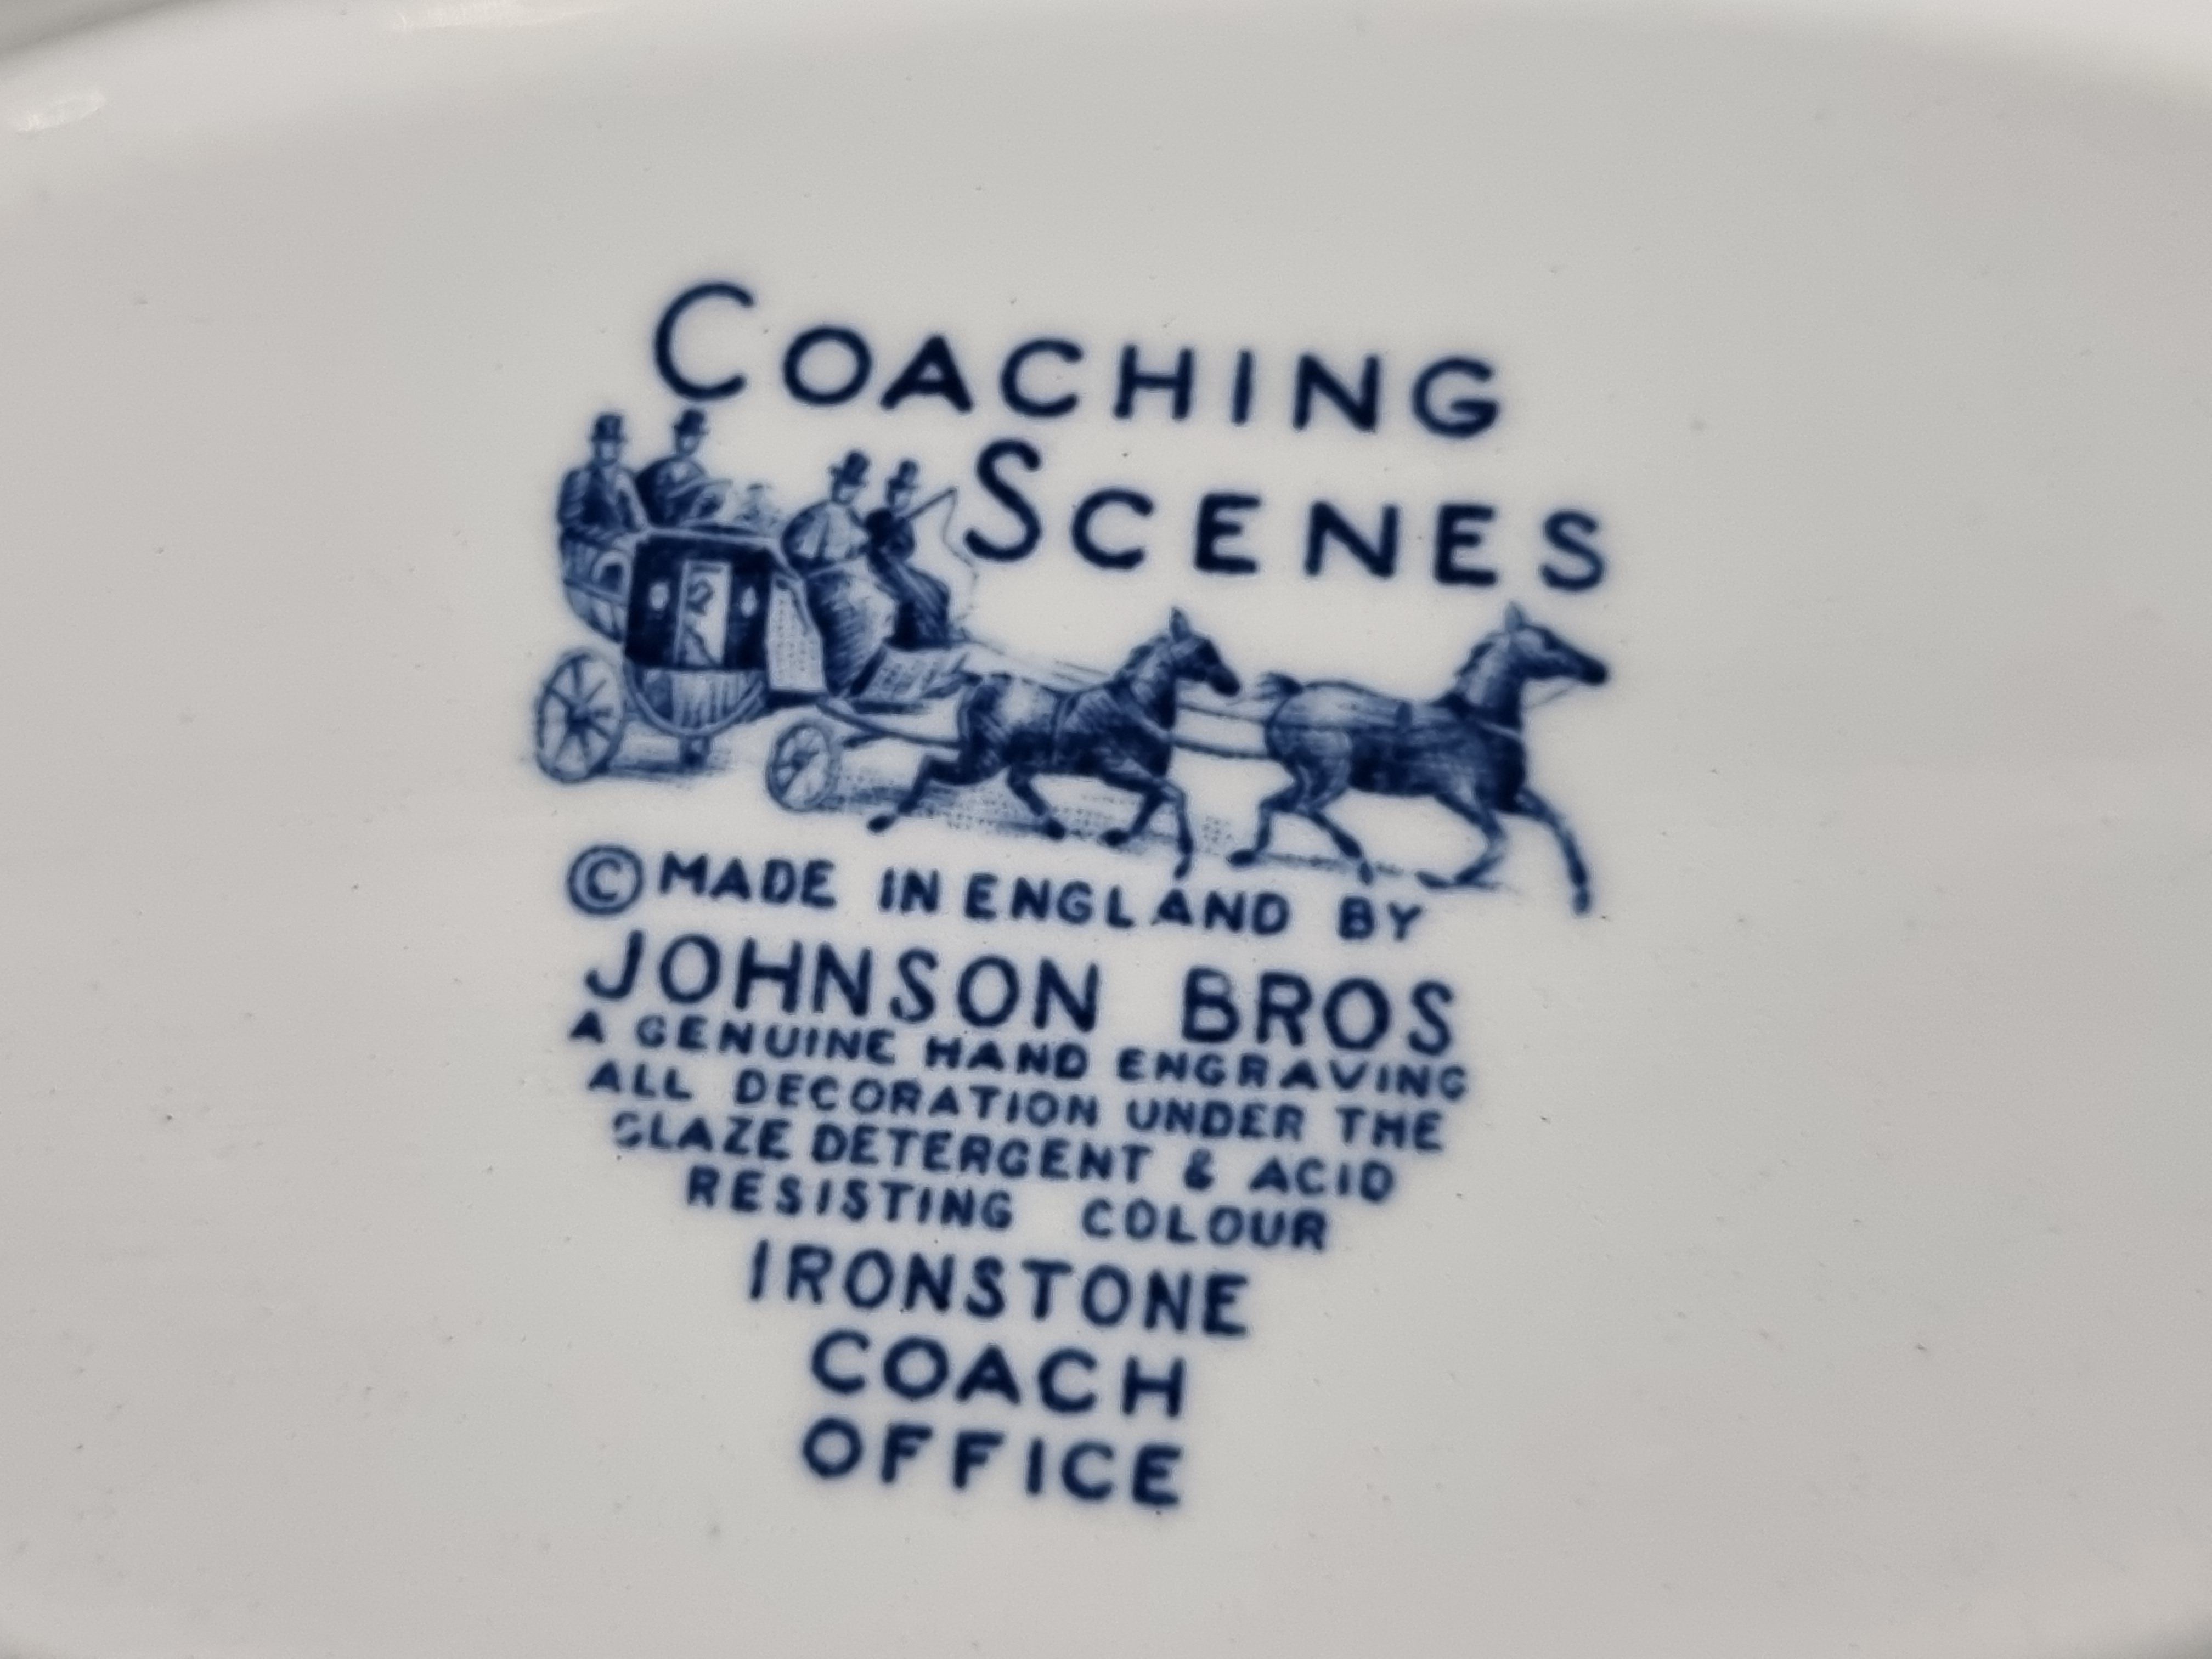 COACHING
SCENES
© MADE IN ENGLAND BY
JOHNSON BROS
A GENUINE HAND ENGRAVING
ALL DECORATION UNDER THE
GLAZE DETERGENT & ACID
RESISTING COLOUR
IRONSTONE
COACH
OFFICE